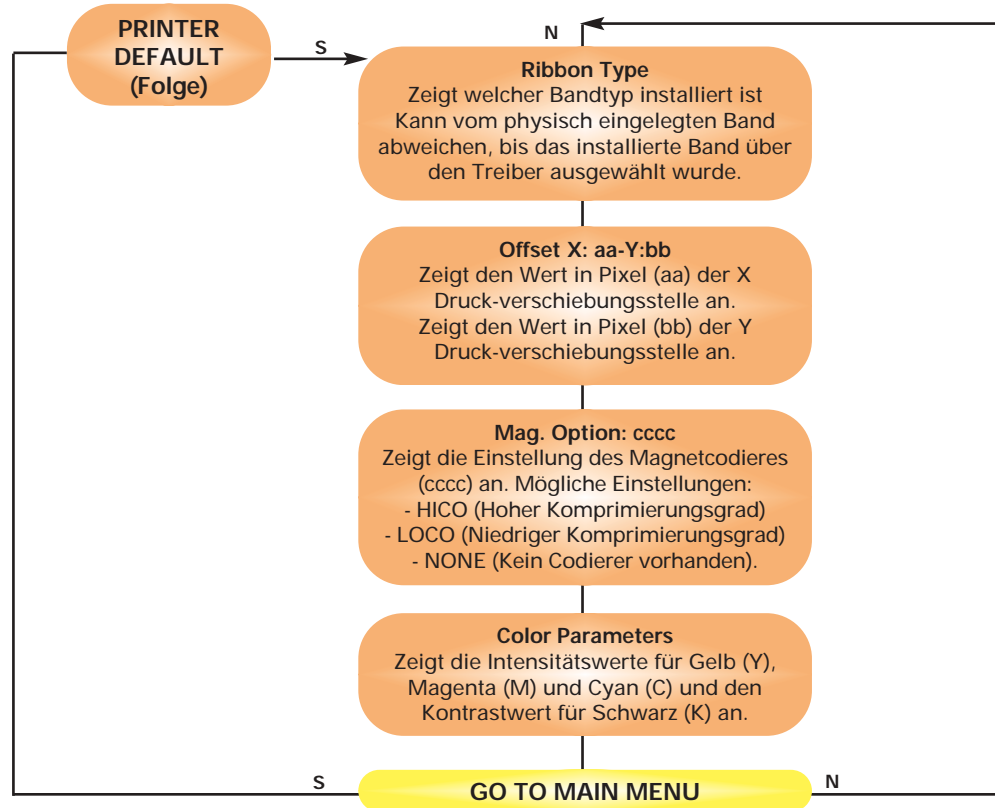 PRINTER
DEFAULT
(Folge)
S
N
Ribbon Type
Zeigt welcher Bandtyp installiert ist
Kann vom physisch eingelegten Band
abweichen, bis das installierte Band über
den Treiber ausgewählt wurde.
Offset X: aa-Y:bb
Zeigt den Wert in Pixel (aa) der X
Druck-verschiebungsstelle an.
Zeigt den Wert in Pixel (bb) der Y
Druck-verschiebungsstelle an.
Mag. Option: cccc
Zeigt die Einstellung des Magnetcodieres
(cccc) an. Mögliche Einstellungen:
- HICO (Hoher Komprimierungsgrad)
- LOCO (Niedriger Komprimierungsgrad)
- NONE (Kein Codierer vorhanden).
Color Parameters
Zeigt die Intensitätswerte für Gelb (Y),
Magenta (M) und Cyan (C) und den
Kontrastwert für Schwarz (K) an.
S
GO TO MAIN MENU
N